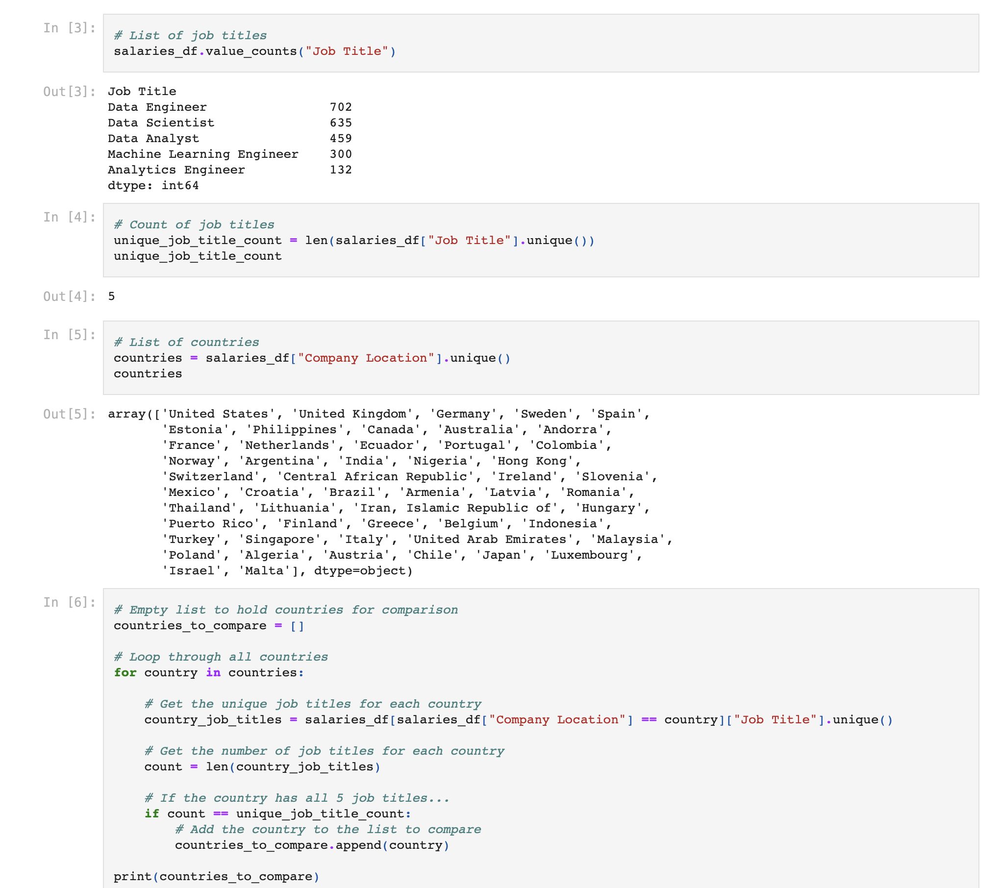 In [3]:
# List of job titles
salaries_df.value_counts("Job Title")
Out[3]:
Job Title
Data Engineer                702
Data Scientist               635
Data Analyst                 459
Machine Learning Engineer    300
Analytics Engineer           132
dtype: int64
In [4]:
# Count of job titles
unique_job_title_count = len(salaries_df["Job Title"].unique())
unique_job_title_count
Out[4]:
5
In [5]:
# List of countries
countries = salaries_df["Company Location"].unique()
countries
Out[5]:
array(['United States', 'United Kingdom', 'Germany', 'Sweden', 'Spain',
       'Estonia', 'Philippines', 'Canada', 'Australia', 'Andorra',
       'France', 'Netherlands', 'Ecuador', 'Portugal', 'Colombia',
       'Norway', 'Argentina', 'India', 'Nigeria', 'Hong Kong',
       'Switzerland', 'Central African Republic', 'Ireland', 'Slovenia',
       'Mexico', 'Croatia', 'Brazil', 'Armenia', 'Latvia', 'Romania',
       'Thailand', 'Lithuania', 'Iran, Islamic Republic of', 'Hungary',
       'Puerto Rico', 'Finland', 'Greece', 'Belgium', 'Indonesia',
       'Turkey', 'Singapore', 'Italy', 'United Arab Emirates', 'Malaysia',
       'Poland', 'Algeria', 'Austria', 'Chile', 'Japan', 'Luxembourg',
       'Israel', 'Malta'], dtype=object)
In [6]:
# Empty list to hold countries for comparison
countries_to_compare = []
# Loop through all countries
for country in countries:
    # Get the unique job titles for each country
    country_job_titles = salaries_df[salaries_df["Company Location"] == country]["Job Title"].unique()
    # Get the number of job titles for each country
    count = len(country_job_titles)
    # If the country has all 5 job titles...
    if count == unique_job_title_count:
        # Add the country to the list to compare
        countries_to_compare.append(country)
print(countries_to_compare)